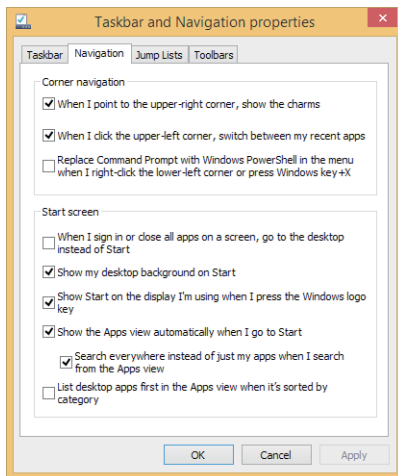 Taskbar and Navigation properties
Taskbar Navigation Jump Lists Toolbars
Corner navigation
When I point to the upper-right corner, show the charms
When I click the upper-left corner, switch between my recent apps
Replace Command Prompt with Windows PowerShell in the menu
when I right-click the lower-left corner or press Windows key+X
Start screen
When I sign in or close all apps on a screen, go to the desktop
instead of Start
Show my desktop background on Start
Show Start on the display I'm using when I press the Windows logo
key
Show the Apps view automatically when I go to Start
Search everywhere instead of just my apps when I search
from the Apps view
List desktop apps first in the Apps view when it's sorted by
category
OK Cancel Apply